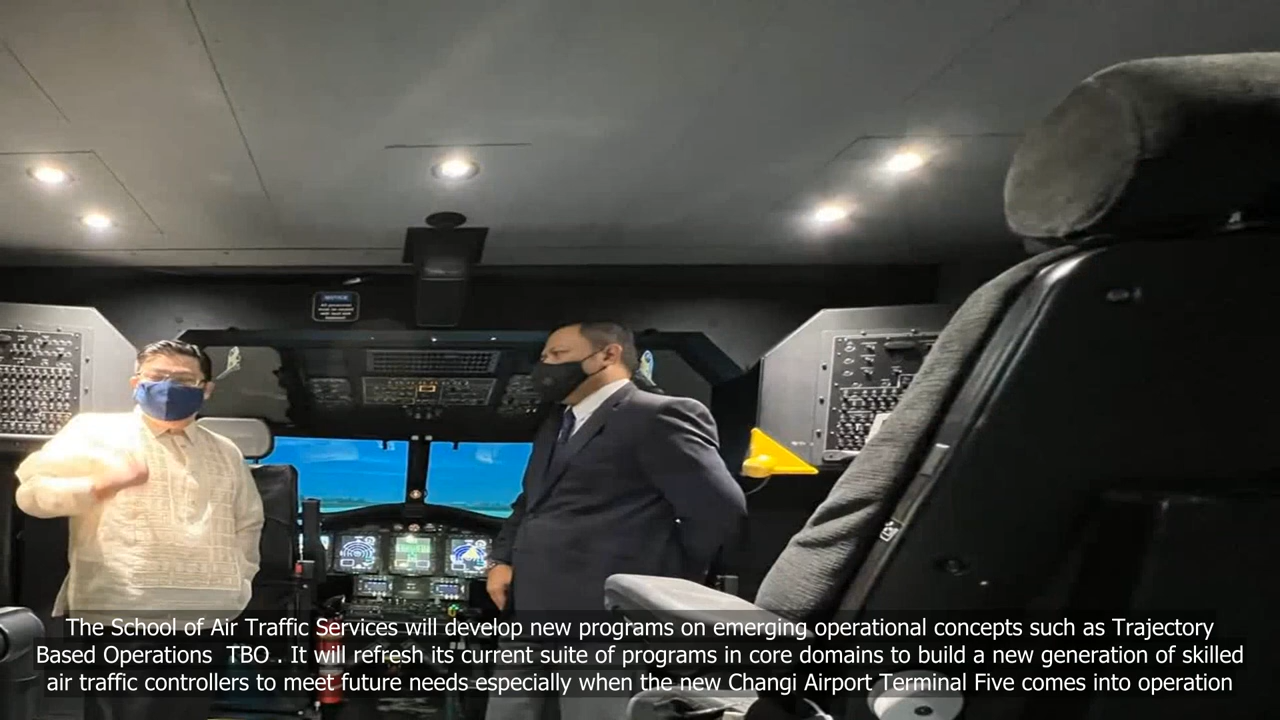 NOTICE
The School of Air Traffic Services will develop new programs on emerging operational concepts such as Trajectory
Based Operations TBO . It will refresh its current suite of programs in core domains to build a new generation of skilled
air traffic controllers to meet future needs especially when the new Changi Airport Terminal Five comes into operation